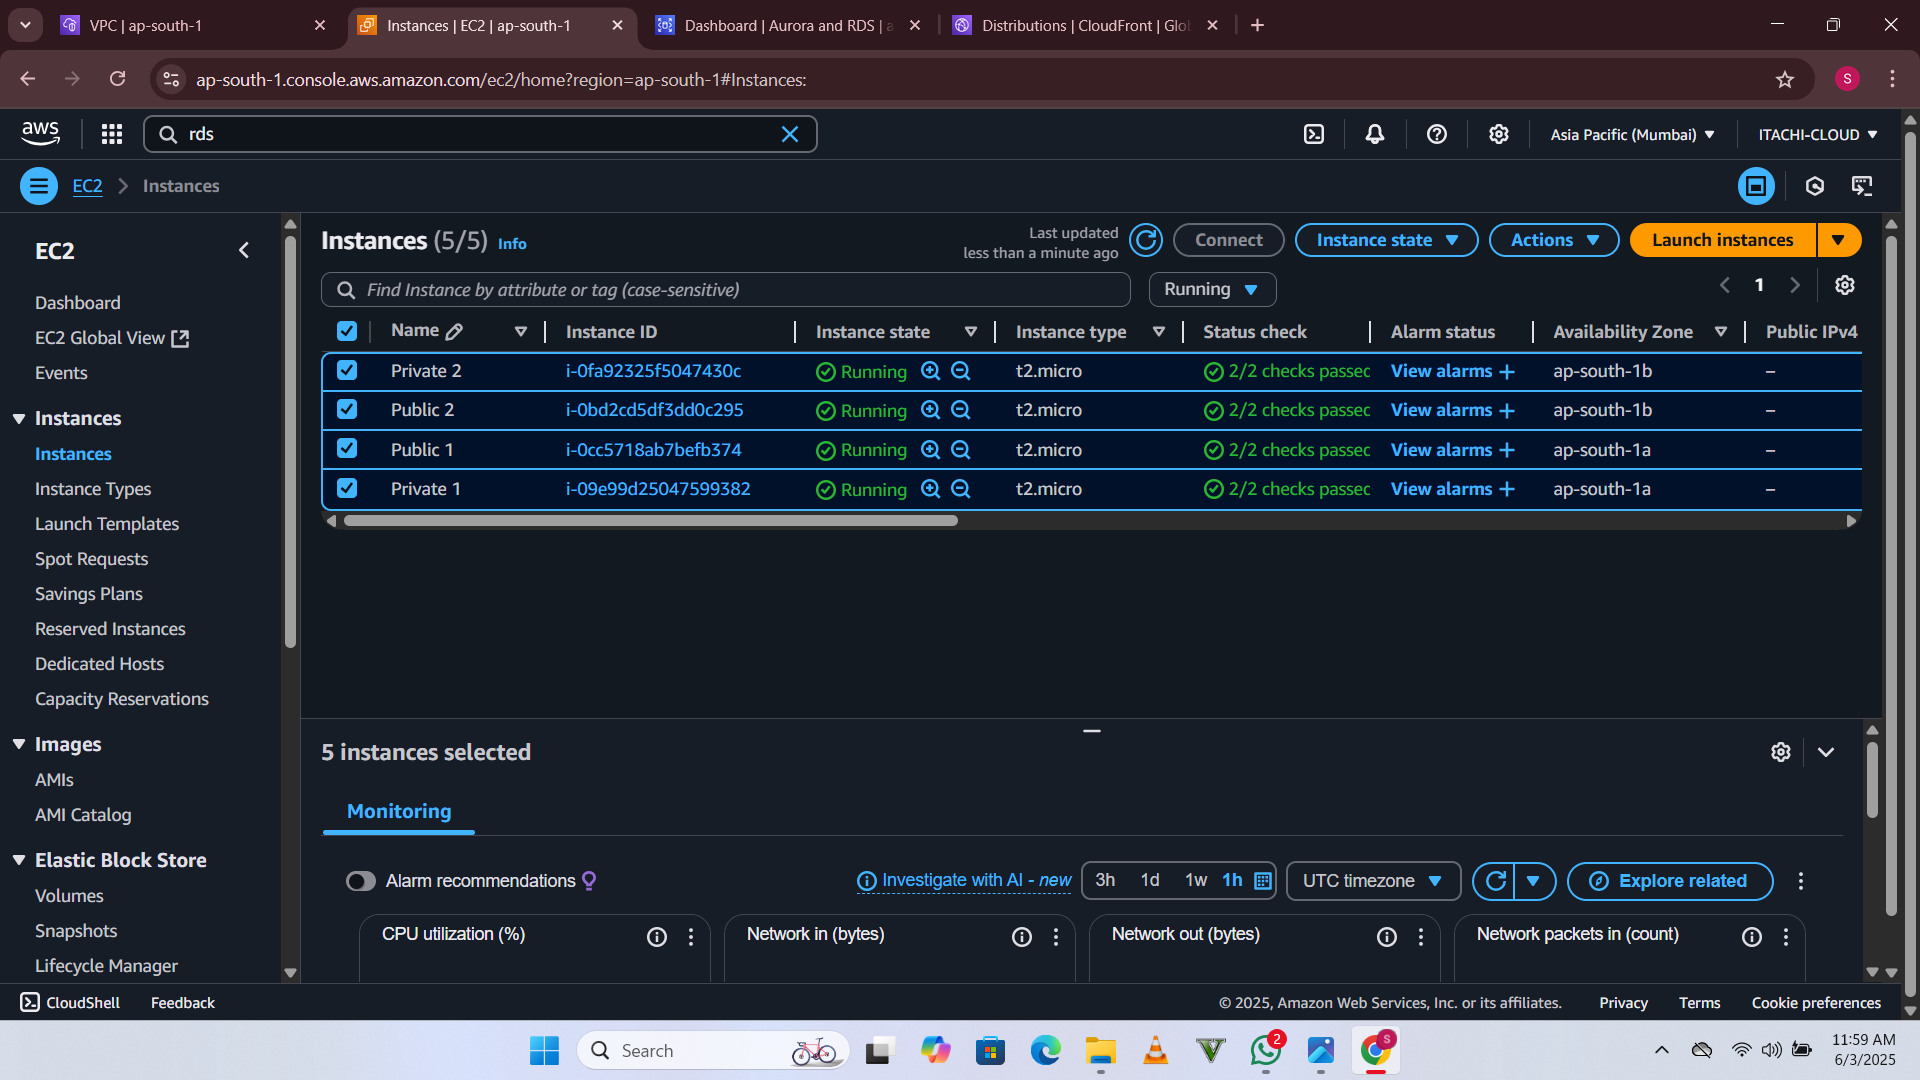 VPC | ap-south-1
Instances | EC2 | ap-south-1
Dashboard | Aurora and RDS | a
Distributions | CloudFront | Glo
ap-south-1.console.aws.amazon.com/ec2/home?region=ap-south-1#Instances:
S
aws
rds
Asia Pacific (Mumbai)
ITACHI-CLOUD
EC2
Instances
EC2
Dashboard
EC2 Global View
Events
Instances
Instances
Instance Types
Launch Templates
Spot Requests
Savings Plans
Reserved Instances
Dedicated Hosts
Capacity Reservations
Images
AMIs
AMI Catalog
Elastic Block Store
Volumes
Snapshots
Lifecycle Manager
Instances (5/5) Info
Last updated
less than a minute ago
Connect
Instance state
Actions
Launch instances
Find Instance by attribute or tag (case-sensitive)
Running
1
Name Instance ID Instance state Instance type Status check Alarm status Availability Zone Public IPv4
Private 2 i-0fa92325f5047430c Running t2.micro 2/2 checks passec View alarms + ap-south-1b –
Public 2 i-0bd2cd5df3dd0c295 Running t2.micro 2/2 checks passec View alarms + ap-south-1b –
Public 1 i-0cc5718ab7befb374 Running t2.micro 2/2 checks passec View alarms + ap-south-1a –
Private 1 i-09e99d25047599382 Running t2.micro 2/2 checks passec View alarms + ap-south-1a –
5 instances selected
Monitoring
Alarm recommendations
Investigate with AI - new
3h 1d 1w 1h
UTC timezone
Explore related
CPU utilization (%)
Network in (bytes)
Network out (bytes)
Network packets in (count)
CloudShell
Feedback
© 2025, Amazon Web Services, Inc. or its affiliates.
Privacy
Terms
Cookie preferences
Search
2
S
11:59 AM
6/3/2025